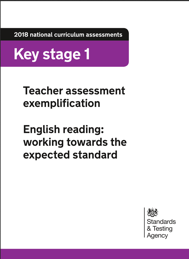 2018 national curriculum assessments
Key stage 1
Teacher assessment
exemplification
English reading:
working towards the
expected standard
Standards
& Testing
Agency